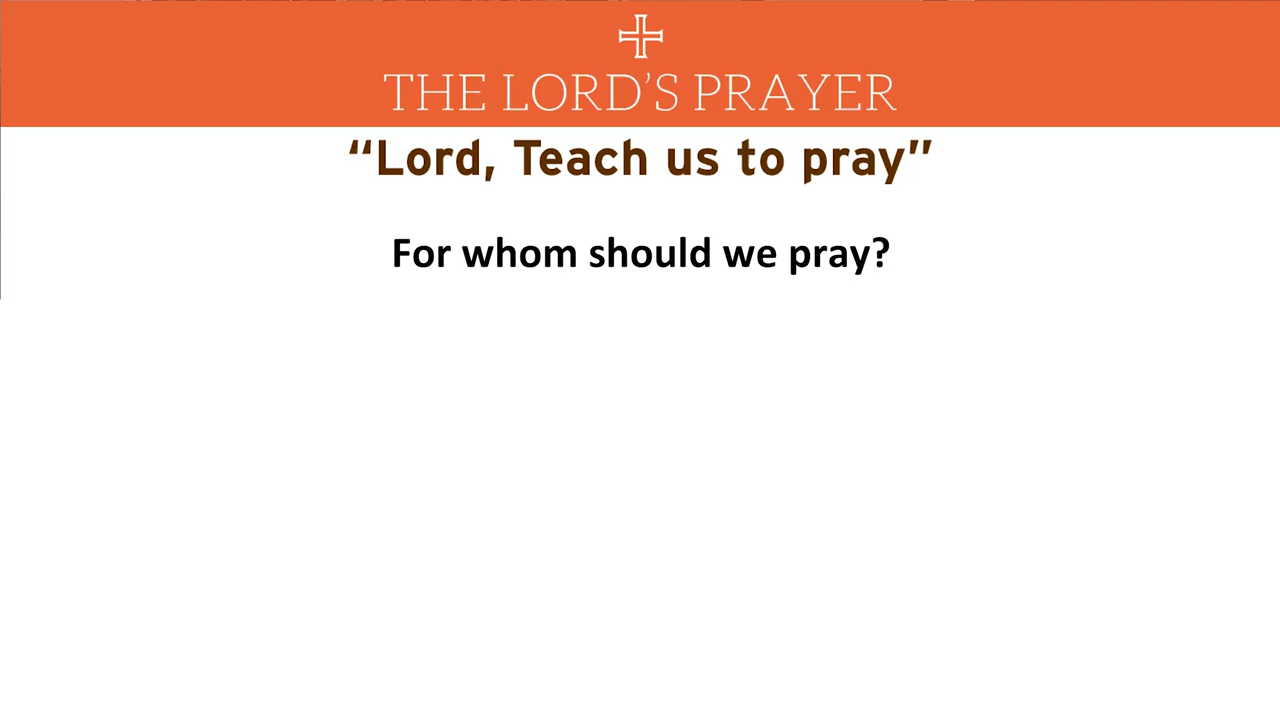 THE LORD’S PRAYER
“Lord, Teach us to pray”
For whom should we pray?